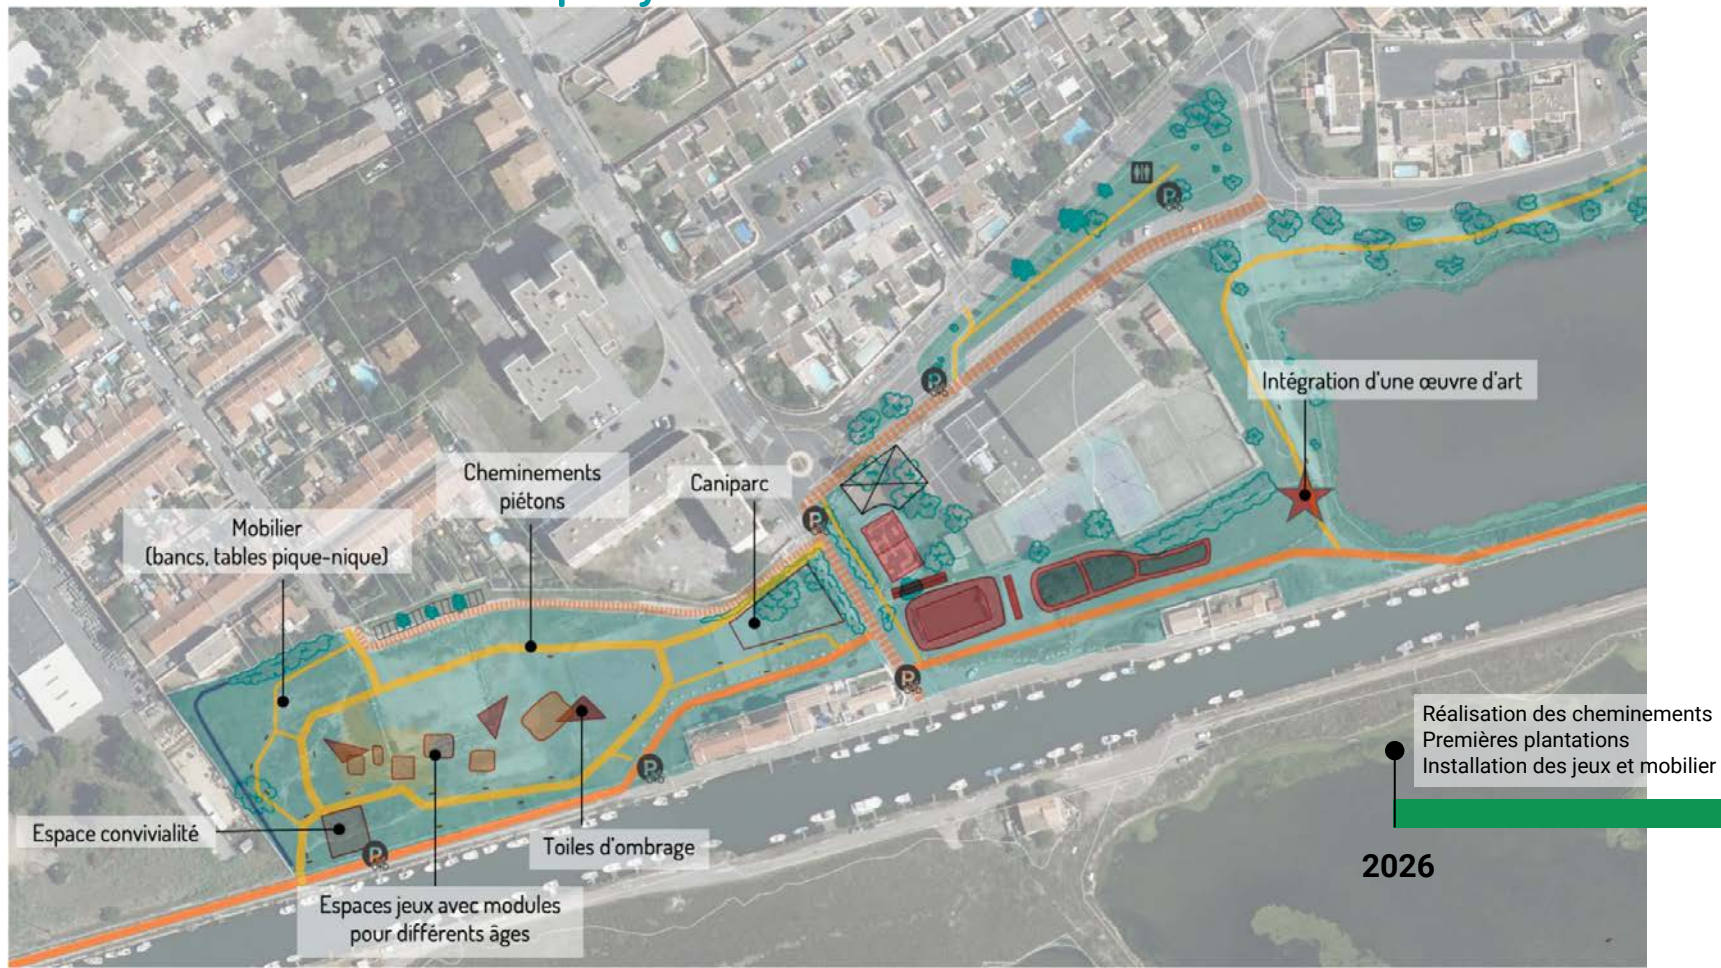 Intégration d'une œuvre d'art
Cheminements
piétons
Caniparc
Mobilier
(bancs, tables pique-nique)
P
P
P
P
P
P
Réalisation des cheminements
Premières plantations
Installation des jeux et mobilier
Espace convivialité
Toiles d'ombrage
2026
Espaces jeux avec modules
pour différents âges